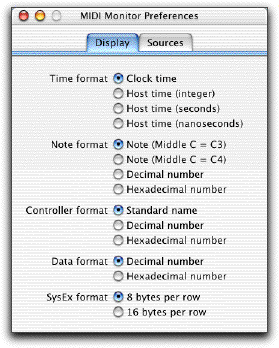 MIDI Monitor Preferences
Display Sources
Time format Clock time
Host time (integer)
Host time (seconds)
Host time (nanoseconds)
Note format Note (Middle C = C3)
Note (Middle C = C4)
Decimal number
Hexadecimal number
Controller format Standard name
Decimal number
Hexadecimal number
Data format Decimal number
Hexadecimal number
SysEx format 8 bytes per row
16 bytes per row